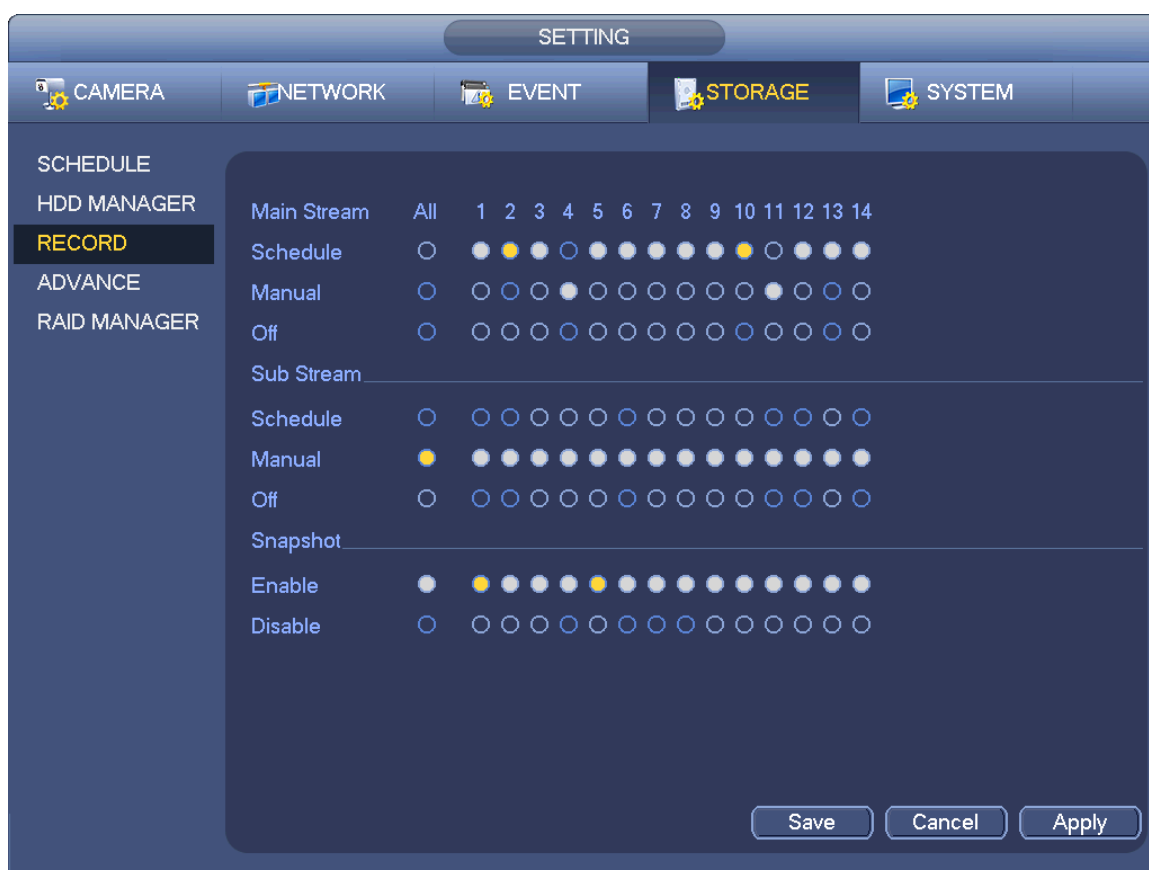 SETTING
CAMERA NETWORK EVENT STORAGE SYSTEM
SCHEDULE
HDD MANAGER
RECORD
ADVANCE
RAID MANAGER
Main Stream All 1 2 3 4 5 6 7 8 9 10 11 12 13 14
Schedule
Manual
Off
Sub Stream
Schedule
Manual
Off
Snapshot
Enable
Disable
Save Cancel Apply